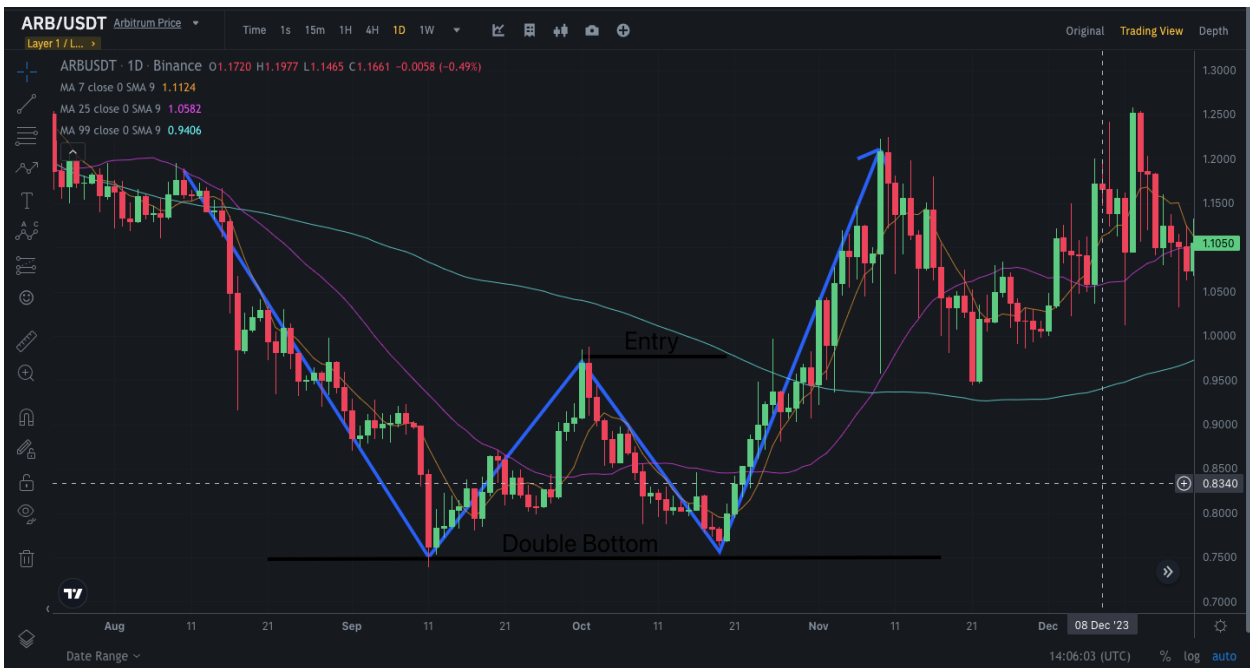 ARB/USDT Arbitrum Price
Layer 1 / L... >
Time 1s 15m 1H 4H 1D 1W
Original Trading View Depth
ARBUSDT · 1D · Binance O1.1720 H1.1977 L1.1465 C1.1661 −0.0058 (−0.49%)
MA 7 close 0 SMA 9 1.1124
MA 25 close 0 SMA 9 1.0582
MA 99 close 0 SMA 9 0.9406
1.3000
1.2500
1.2000
1.1500
1.1050
1.0500
1.0000
0.9500
0.9000
0.8500
0.8340
0.8000
0.7500
0.7000
Entry
Double Bottom
Aug 11 21 Sep 11 21 Oct 11 21 Nov 11 21 Dec 08 Dec '23
Date Range 14:06:03 (UTC) % log auto